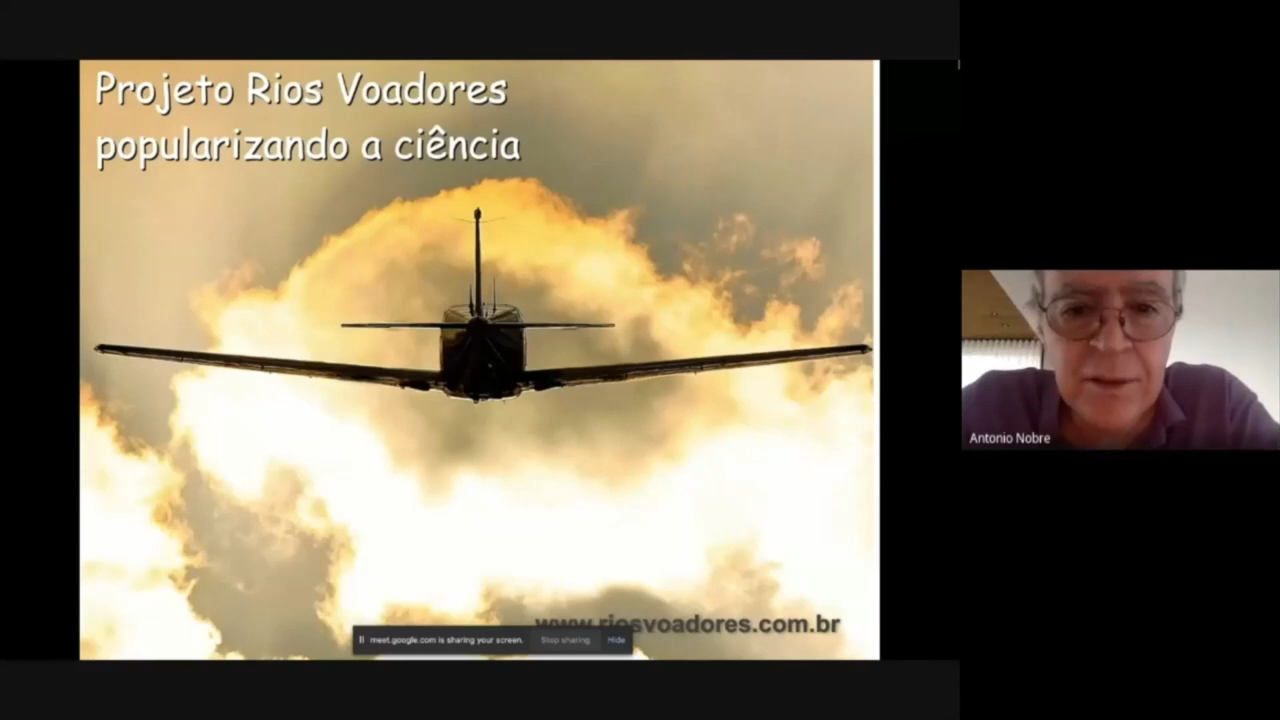 Projeto Rios Voadores
popularizando a ciência
www.riosvoadores.com.br
meet.google.com is sharing your screen. Stop sharing Hide
Antonio Nobre